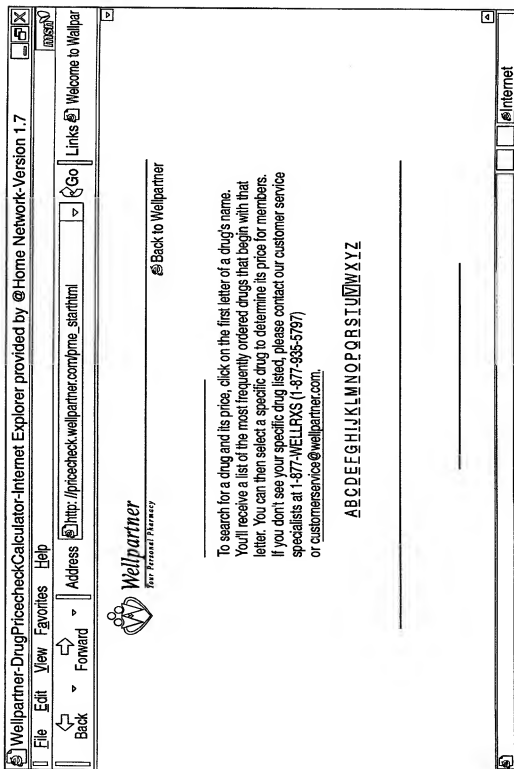 Wellpartner-DrugPricecheckCalculator-Internet Explorer provided by @Home Network-Version 1.7
File Edit View Favorites Help
msn
Back Forward Address http: //pricecheck.wellpartner.com/pme_starthtml Go Links Welcome to Wallpar
Wellpartner
Your Personal Pharmacy
Back to Wellpartner
To search for a drug and its price, click on the first letter of a drug's name.
You'll receive a list of the most frequently ordered drugs that begin with that
letter. You can then select a specific drug to determine its price for members.
If you don't see your specific drug listed, please contact our customer service
specialists at 1-877-WELLRXS (1-877-935-5797)
or customerservice@wellpartner.com.
A B C D E F G H I J K L M N O P Q R S T U V W X Y Z
Internet